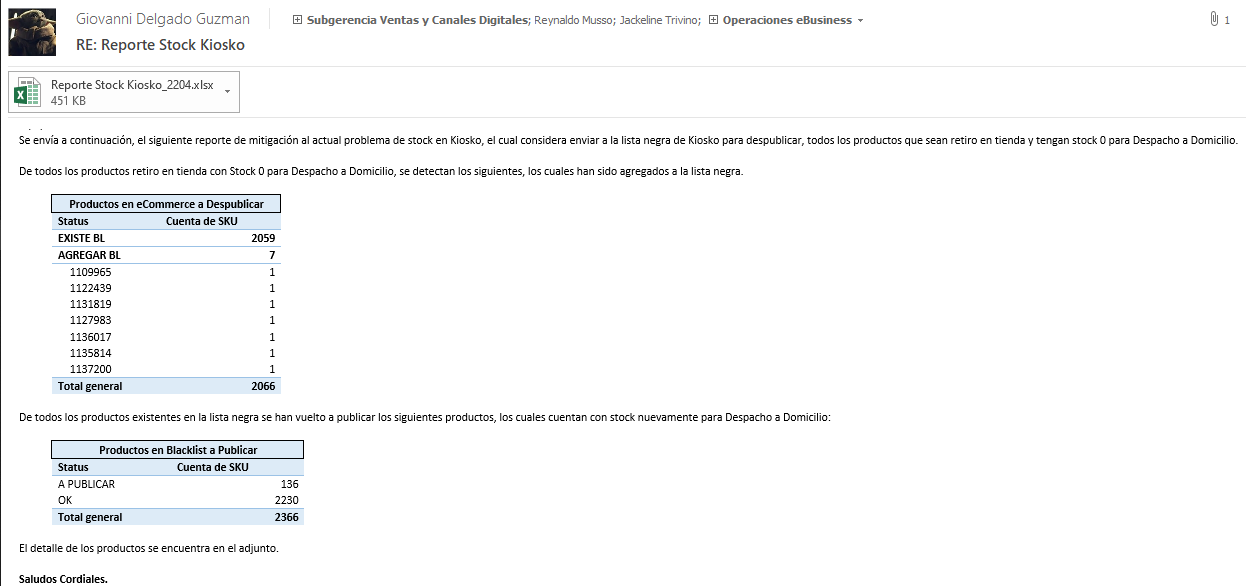 Giovanni Delgado Guzman
Subgerencia Ventas y Canales Digitales; Reynaldo Musso; Jackeline Trivino; Operaciones eBusiness
1
RE: Reporte Stock Kiosko
Reporte Stock Kiosko_2204.xlsx
451 KB
Se envía a continuación, el siguiente reporte de mitigación al actual problema de stock en Kiosko, el cual considera enviar a la lista negra de Kiosko para despublicar, todos los productos que sean retiro en tienda y tengan stock 0 para Despacho a Domicilio.
De todos los productos retiro en tienda con Stock 0 para Despacho a Domicilio, se detectan los siguientes, los cuales han sido agregados a la lista negra.
Productos en eCommerce a Despublicar
Status Cuenta de SKU
EXISTE BL 2059
AGREGAR BL 7
1109965 1
1122439 1
1131819 1
1127983 1
1136017 1
1135814 1
1137200 1
Total general 2066
De todos los productos existentes en la lista negra se han vuelto a publicar los siguientes productos, los cuales cuentan con stock nuevamente para Despacho a Domicilio:
Productos en Blacklist a Publicar
Status Cuenta de SKU
A PUBLICAR 136
OK 2230
Total general 2366
El detalle de los productos se encuentra en el adjunto.
Saludos Cordiales.